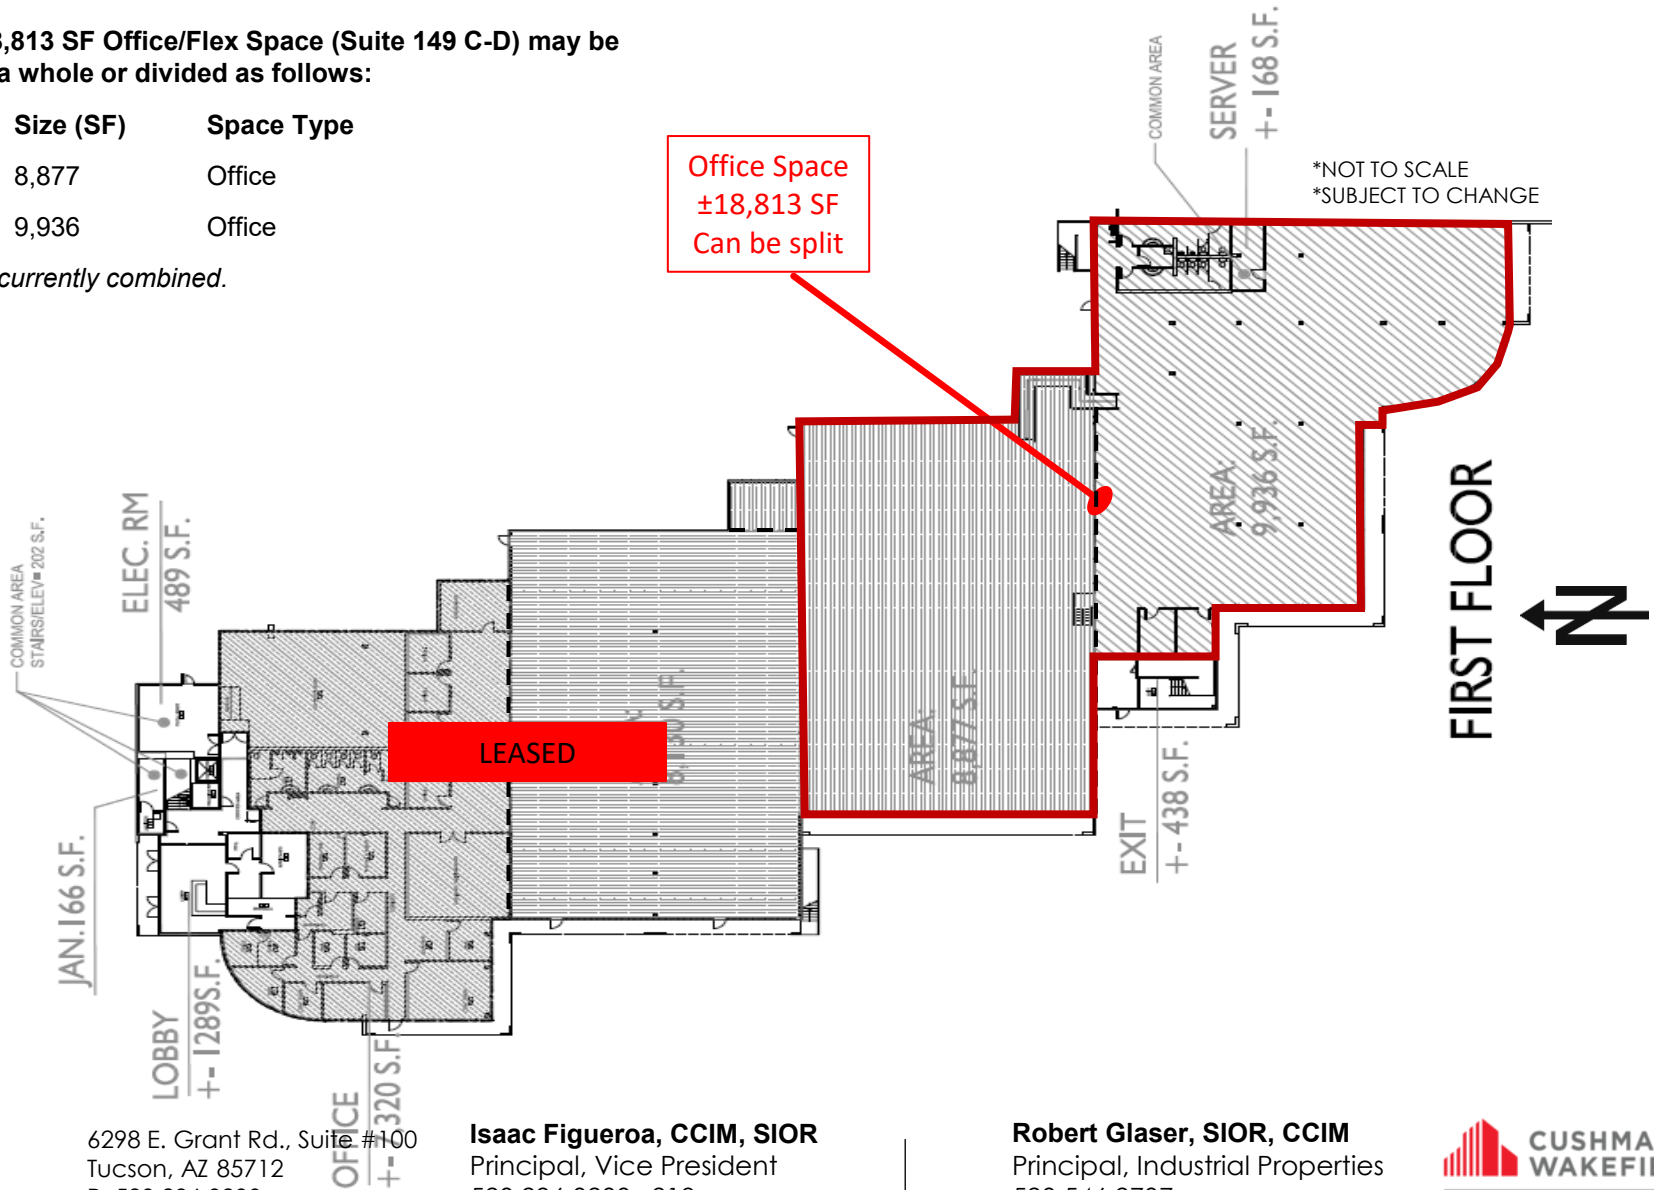 3,813 SF Office/Flex Space (Suite 149 C-D) may be
a whole or divided as follows:
Size (SF) Space Type
8,877 Office
9,936 Office
currently combined.
Office Space
±18,813 SF
Can be split
COMMON AREA
SERVER
+- 168 S.F.
*NOT TO SCALE
*SUBJECT TO CHANGE
AREA:
9,936 S.F.
AREA:
8,877 S.F.
LEASED
COMMON AREA
STAIRS/ELEV= 202 S.F.
ELEC. RM
489 S.F.
JAN. 166 S.F.
LOBBY
+- 1289S.F.
OFFICE
+- 7,320 S.F.
EXIT
+- 438 S.F.
FIRST FLOOR
N
6298 E. Grant Rd., Suite #100
Tucson, AZ 85712
Isaac Figueroa, CCIM, SIOR
Principal, Vice President
Robert Glaser, SIOR, CCIM
Principal, Industrial Properties
CUSHMA
WAKEFIE